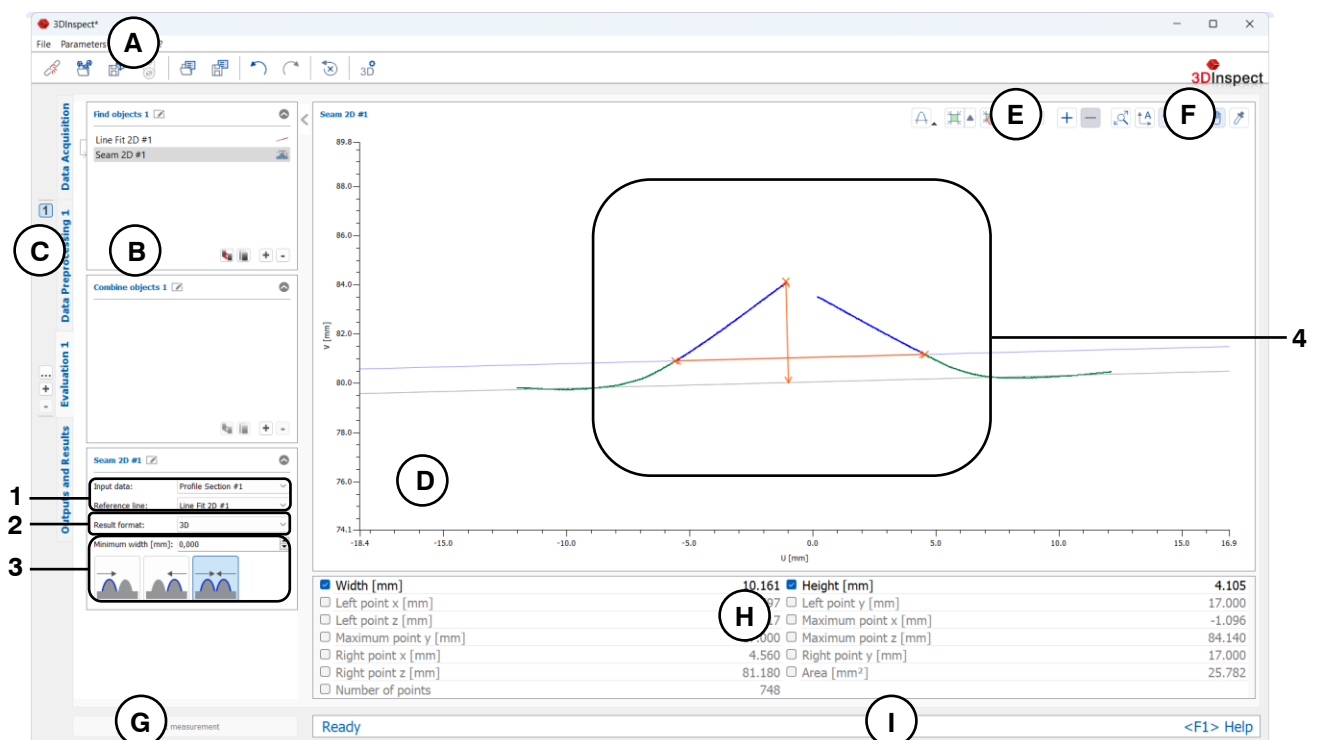 3DInspect*
File Parameters ?
A
3D
3DInspect
Data Acquisition
Data Preprocessing 1
Evaluation 1
Outputs and Results
1
C
...
+
-
Find objects 1
Line Fit 2D #1
Seam 2D #1
B
+ -
Combine objects 1
+ -
Seam 2D #1
Input data: Profile Section #1
Reference line: Line Fit 2D #1
Result format: 3D
Minimum width [mm]: 0,000
1
2
3
G
measurement
Seam 2D #1
E
F
A
89.8
88.0
86.0
84.0
82.0
80.0
78.0
76.0
74.1
V [mm]
4
D
-18.4 -15.0 -10.0 -5.0 0.0 5.0 10.0 15.0 16.9
U [mm]
Width [mm] 10.161 Height [mm] 4.105
Left point x [mm] Left point y [mm] 17.000
Left point z [mm] Maximum point x [mm] -1.096
Maximum point y [mm] Maximum point z [mm] 84.140
Right point x [mm] 4.560 Right point y [mm] 17.000
Right point z [mm] 81.180 Area [mm²] 25.782
Number of points 748
H
Ready
I
<F1> Help